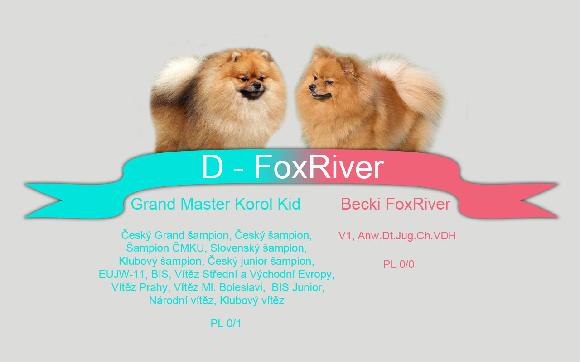 D - FoxRiver
Grand Master Korol Kid
Český Grand šampion, Český šampion,
Šampion ČMKU, Slovenský šampion,
Klubový šampion, Český junior šampion,
EUJW-11, BIS, Vítěz Střední a Východní Evropy,
Vítěz Prahy, Vítěz Ml. Boleslavi,  BIS Junior,
Národní vítěz, Klubový vítěz
PL 0/1
Becki FoxRiver
V1, Anw.Dt.Jug.Ch.VDH
PL 0/0